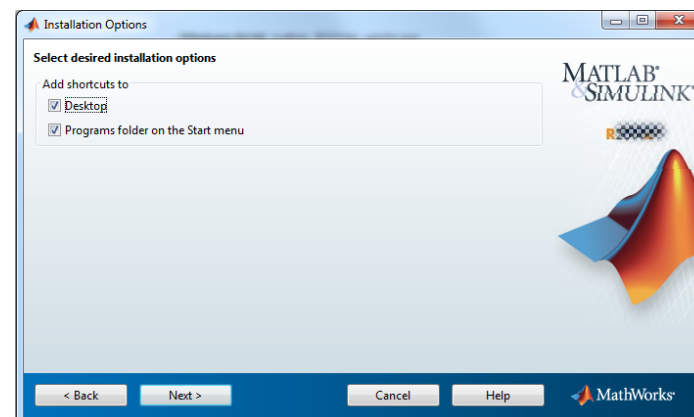 Installation Options
Select desired installation options
Add shortcuts to
Desktop
Programs folder on the Start menu
MATLAB®
&SIMULINK®
< Back
Next >
Cancel
Help
MathWorks®